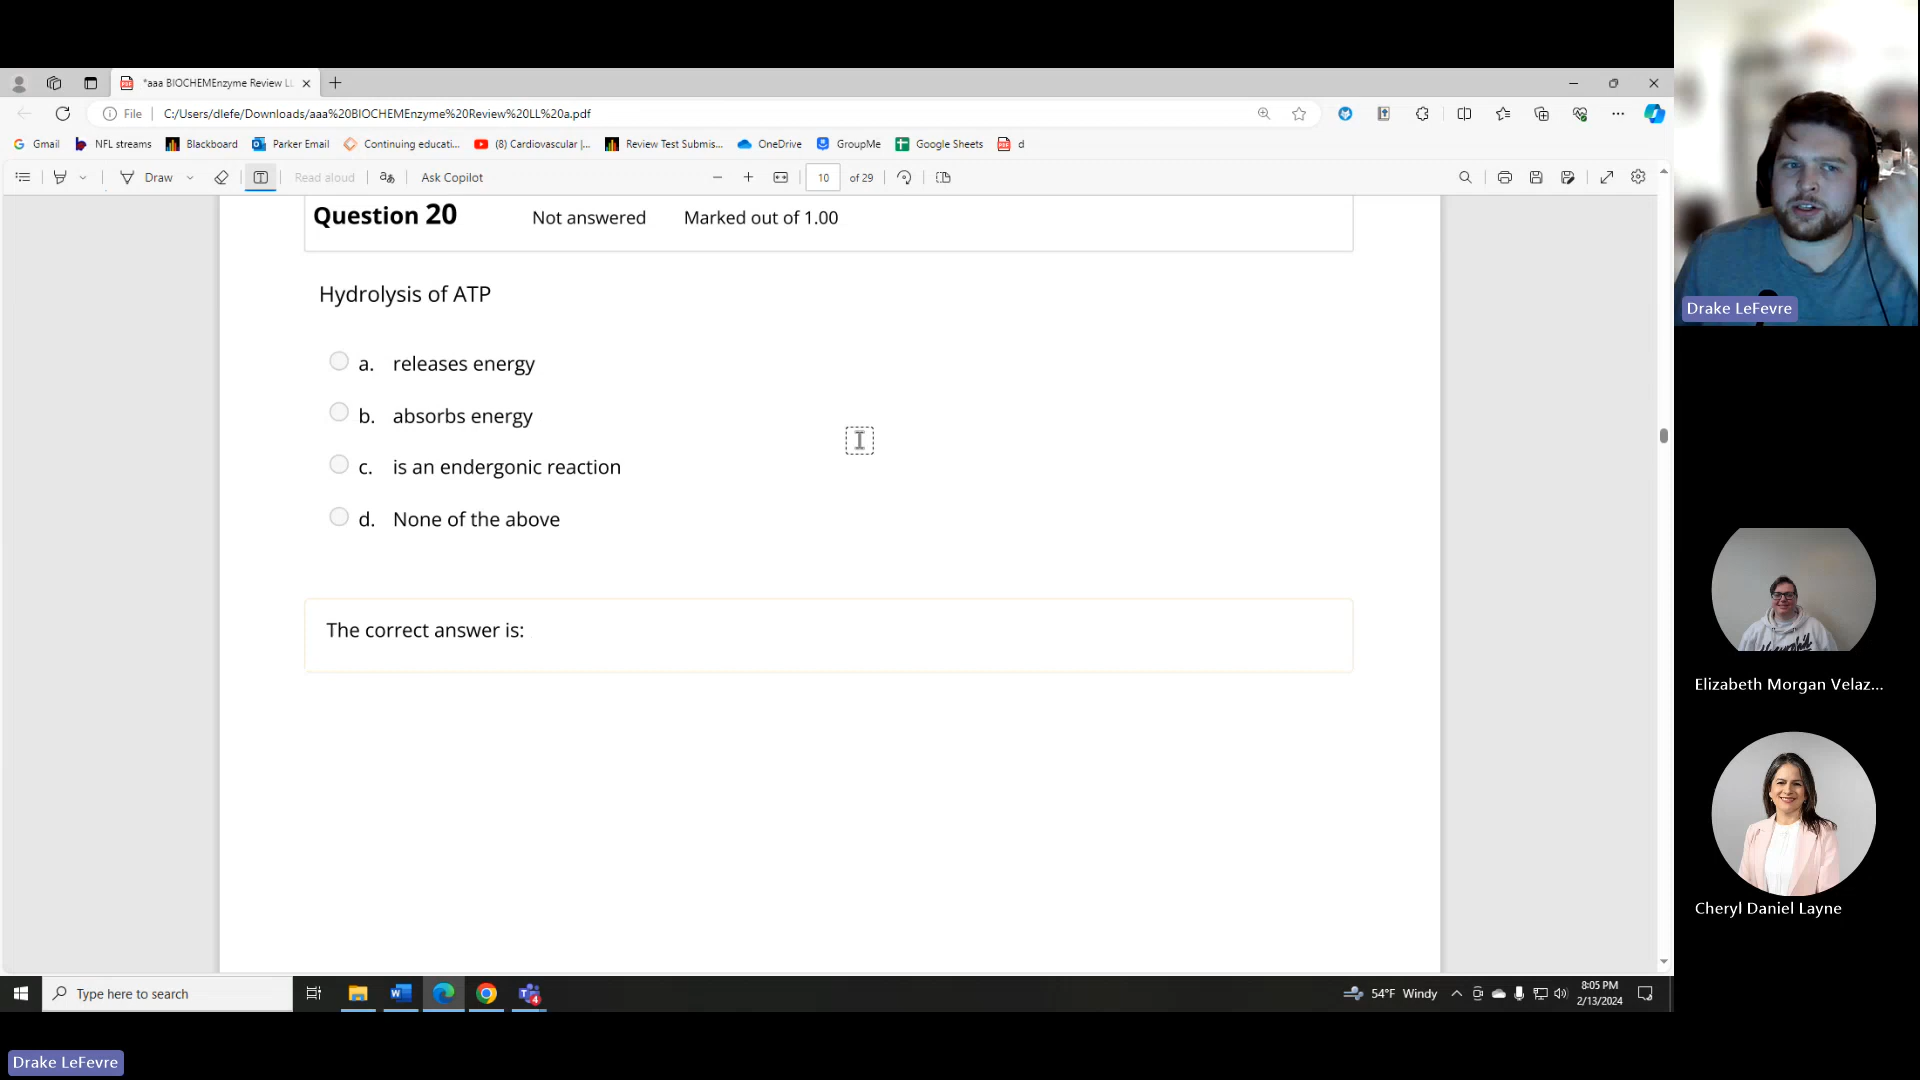 *aaa BIOCHEMEnzyme Review LL
File
C:/Users/dlefe/Downloads/aaa%20BIOCHEMEnzyme%20Review%20LL%20a.pdf
Gmail
NFL streams
Blackboard
Parker Email
Continuing educati...
(8) Cardiovascular |...
Review Test Submis...
OneDrive
GroupMe
Google Sheets
d
Draw
Read aloud
Ask Copilot
10 of 29
Question 20 Not answered Marked out of 1.00
Hydrolysis of ATP
a. releases energy
b. absorbs energy
c. is an endergonic reaction
d. None of the above
The correct answer is:
Drake LeFevre
Elizabeth Morgan Velaz...
Cheryl Daniel Layne
Type here to search
54°F Windy
8:05 PM
2/13/2024
Drake LeFevre